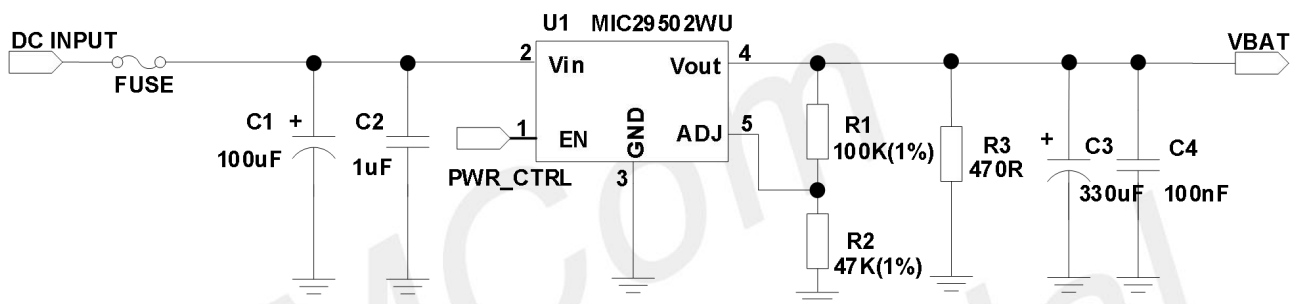 U1 MIC29502WU
DC INPUT
FUSE
2
Vin
Vout
4
VBAT
C1
+
100uF
C2
1uF
1
EN
PWR_CTRL
GND
3
ADJ
5
R1
100K(1%)
R2
47K(1%)
R3
470R
+
C3
330uF
C4
100nF